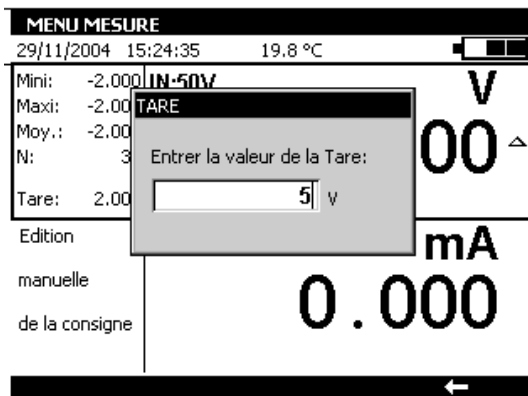 MENU MESURE
29/11/2004 15:24:35 19.8 °C
Mini: -2.000 IN:50V V
Maxi: -2.00
Moy.: -2.00 00
N: 3
Tare: 2.00
TARE
Entrer la valeur de la Tare:
5 V
Edition
manuelle
de la consigne
mA
0.000